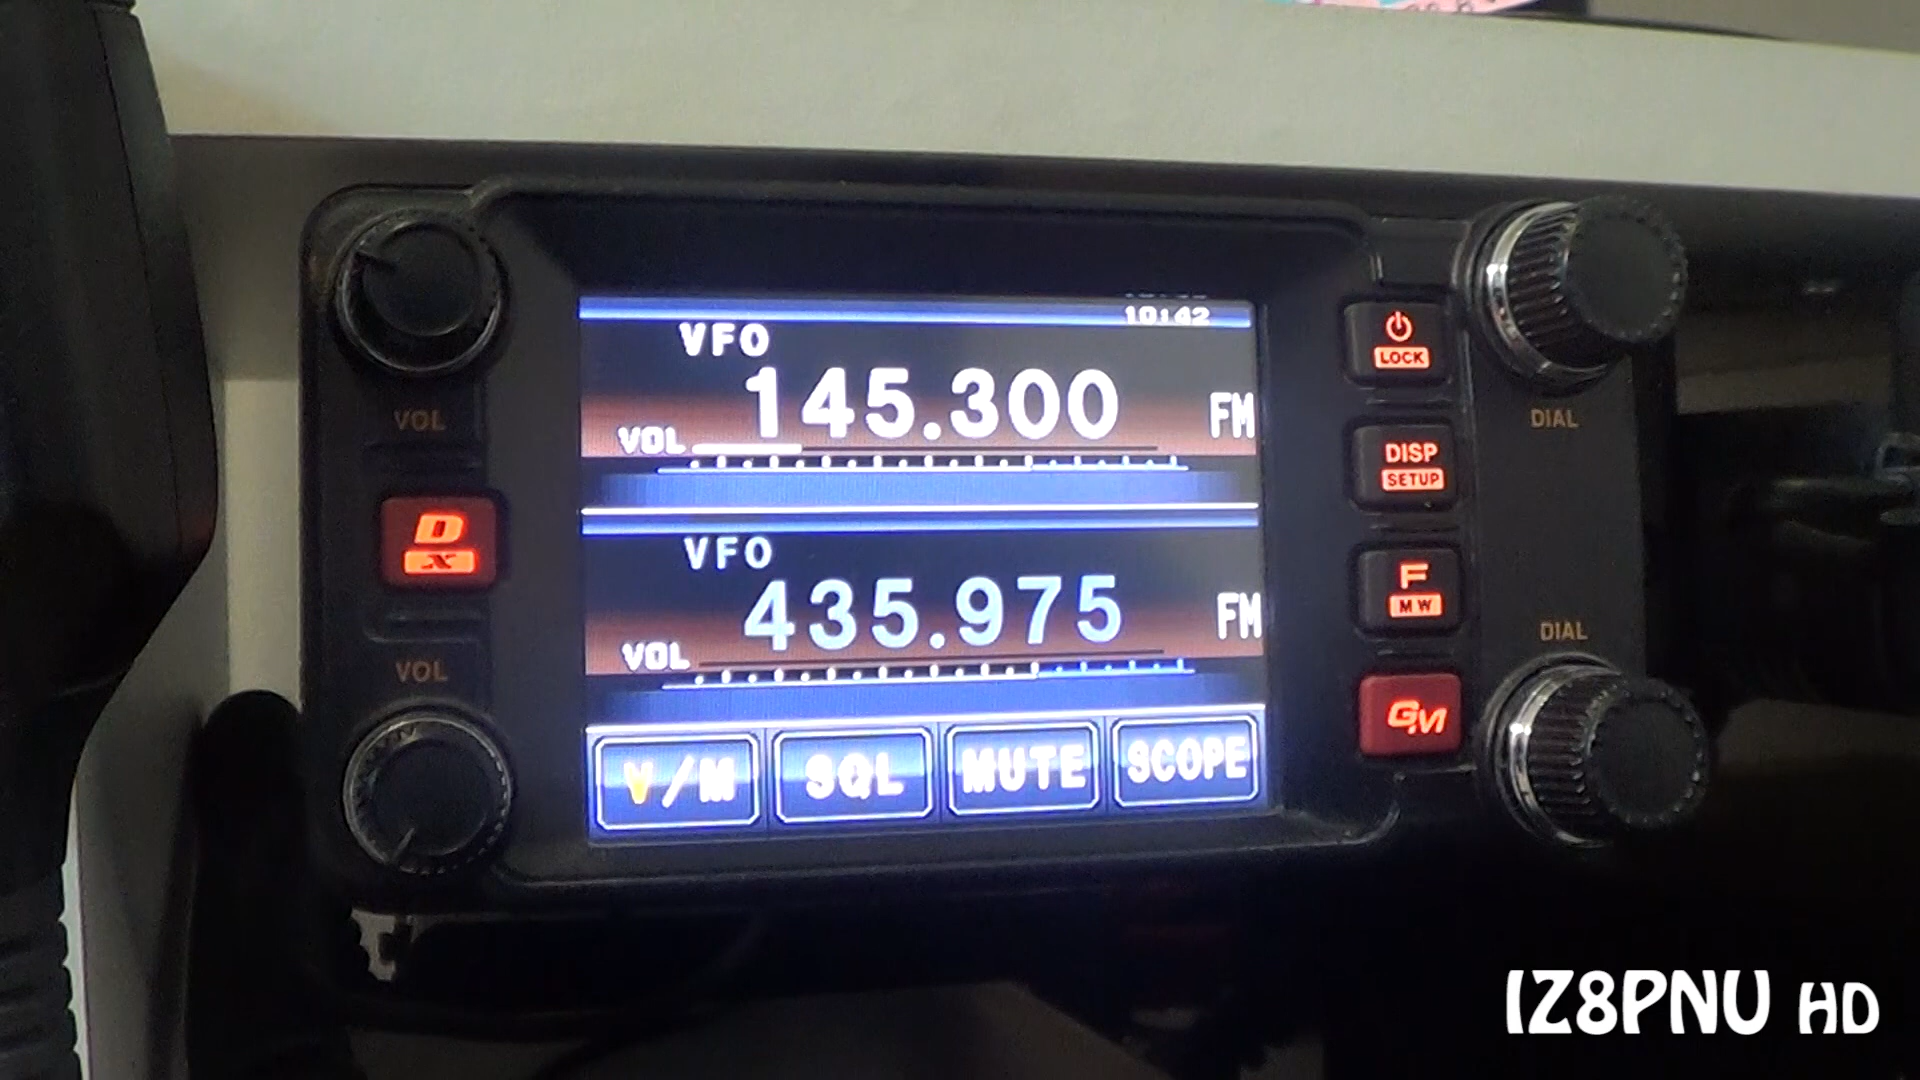 10:42
VFO
145.300 FM
VOL
VFO
435.975 FM
VOL
V/M SQL MUTE SCOPE
VOL
D
X
VOL
LOCK
DISP
SETUP
F
MW
GM
DIAL
DIAL
IZ8PNU HD